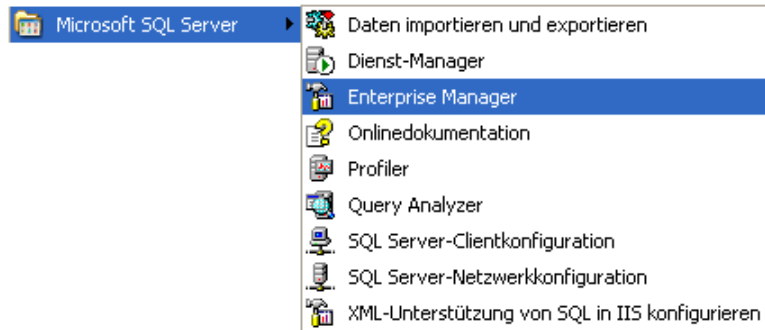 Microsoft SQL Server
Daten importieren und exportieren
Dienst-Manager
Enterprise Manager
Onlinedokumentation
Profiler
Query Analyzer
SQL Server-Clientkonfiguration
SQL Server-Netzwerkkonfiguration
XML-Unterstützung von SQL in IIS konfigurieren